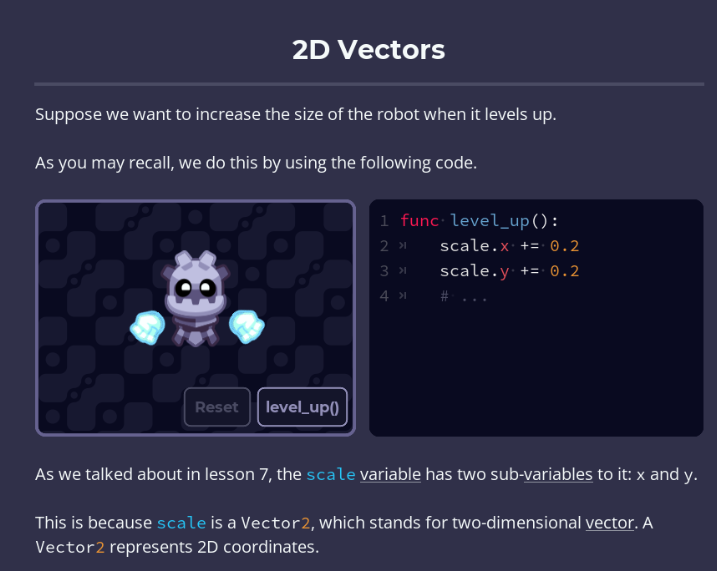 2D Vectors
Suppose we want to increase the size of the robot when it levels up.
As you may recall, we do this by using the following code.
Reset
level_up()
1 func level_up():
2 scale.x += 0.2
3 scale.y += 0.2
4 # ...
As we talked about in lesson 7, the scale variable has two sub-variables to it: x and y.
This is because scale is a Vector2, which stands for two-dimensional vector. A
Vector2 represents 2D coordinates.